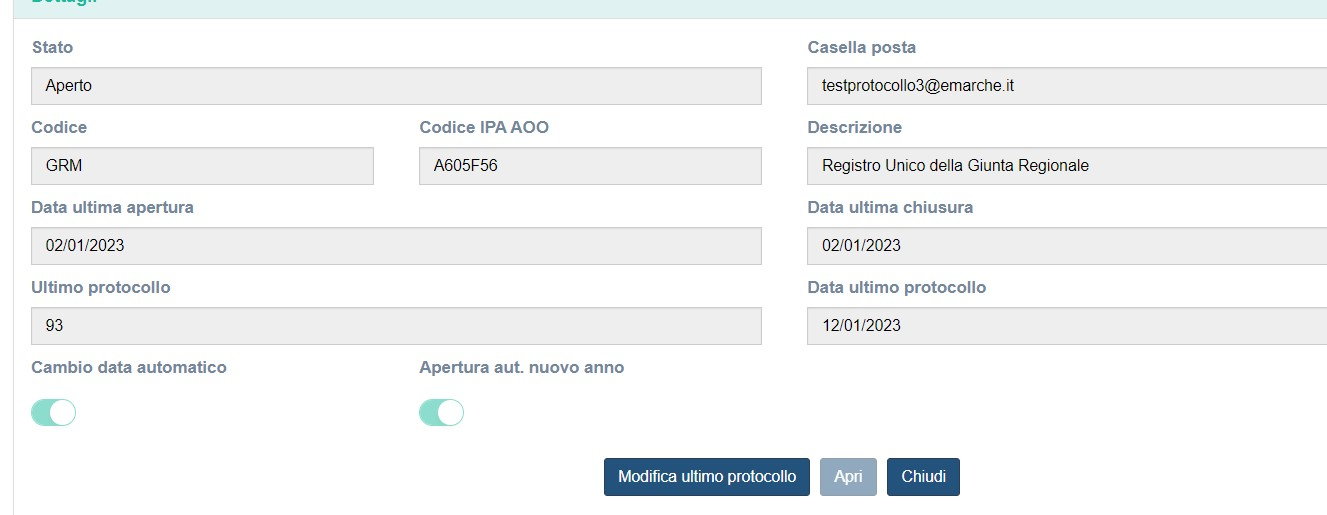 Dettagli
Stato
Casella posta
Aperto
testprotocollo3@emarche.it
Codice
Codice IPA AOO
Descrizione
GRM
A605F56
Registro Unico della Giunta Regionale
Data ultima apertura
Data ultima chiusura
02/01/2023
02/01/2023
Ultimo protocollo
Data ultimo protocollo
93
12/01/2023
Cambio data automatico
Apertura aut. nuovo anno
Modifica ultimo protocollo
Apri
Chiudi